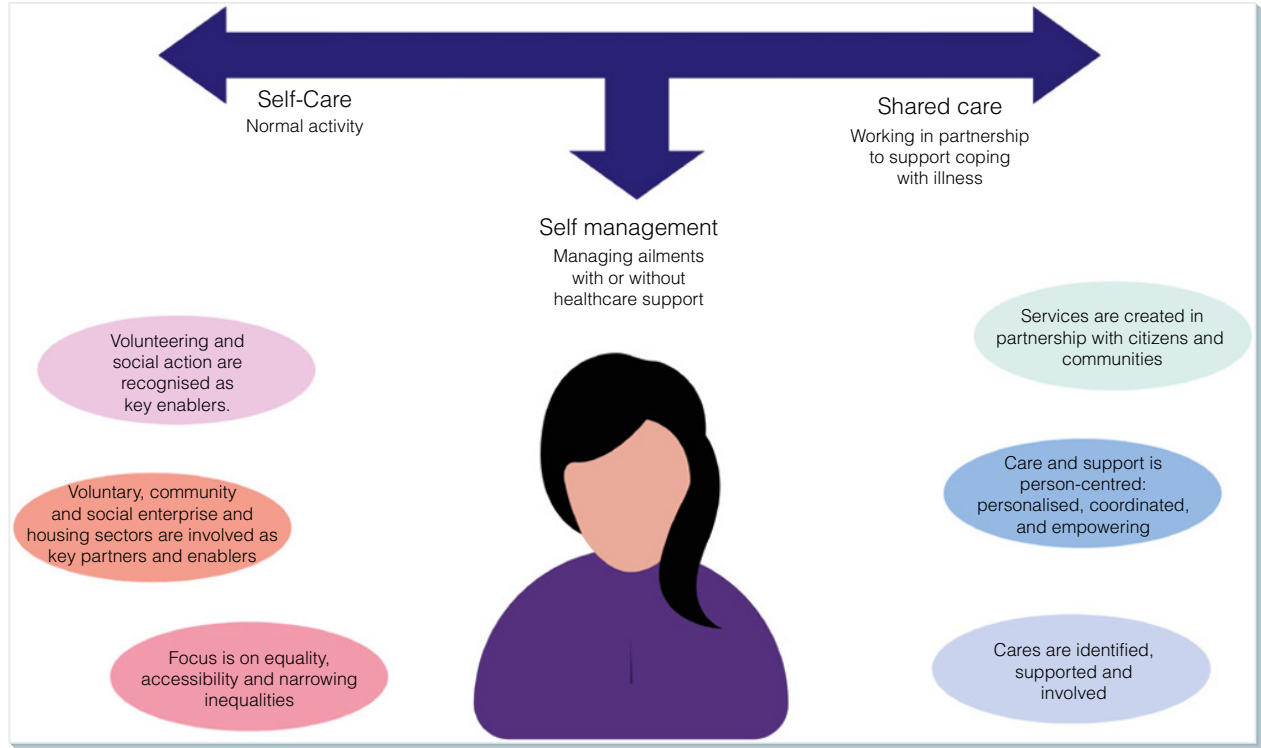 Self-Care
Normal activity
Shared care
Working in partnership
to support coping
with illness
Self management
Managing ailments
with or without
healthcare support
Volunteering and
social action are
recognised as
key enablers.
Voluntary, community
and social enterprise and
housing sectors are involved as
key partners and enablers
Focus is on equality,
accessibility and narrowing
inequalities
Services are created in
partnership with citizens and
communities
Care and support is
person-centred:
personalised, coordinated,
and empowering
Cares are identified,
supported and
involved